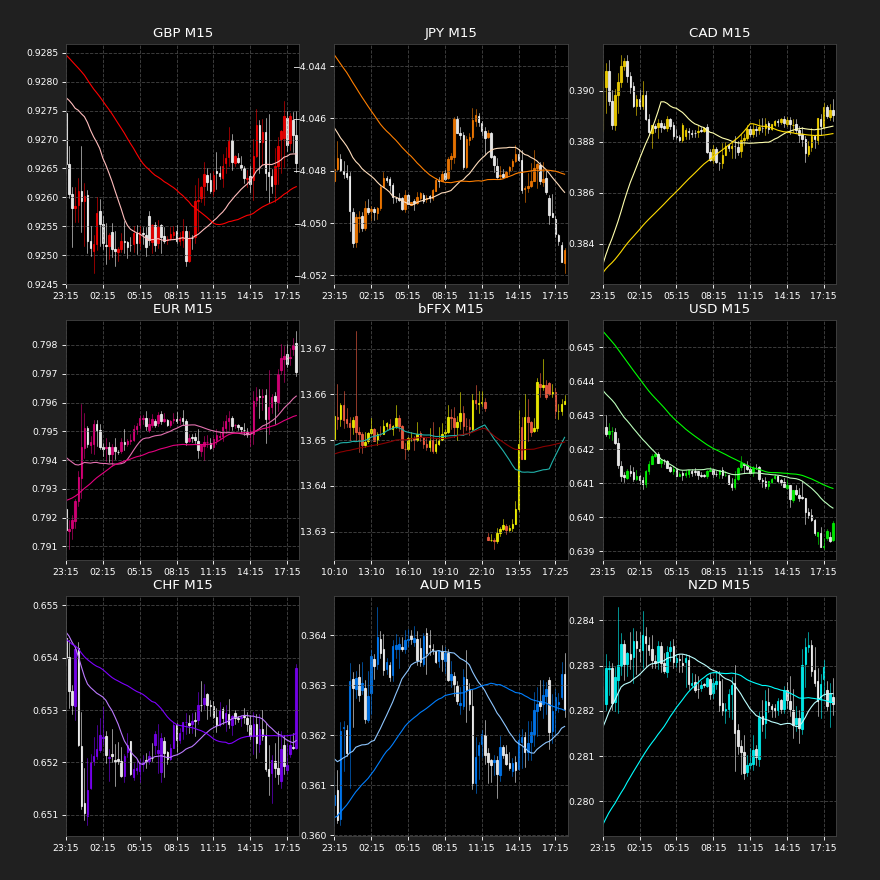 GBP M15
JPY M15
CAD M15
0.9285
0.9280
0.9275
0.9270
0.9265
0.9260
0.9255
0.9250
0.9245
−4.044
−4.046
−4.048
−4.050
−4.052
0.390
0.388
0.386
0.384
23:15 02:15 05:15 08:15 11:15 14:15 17:15
23:15 02:15 05:15 08:15 11:15 14:15 17:15
23:15 02:15 05:15 08:15 11:15 14:15 17:15
EUR M15
bFFX M15
USD M15
0.798
0.797
0.796
0.795
0.794
0.793
0.792
0.791
13.67
13.66
13.65
13.64
13.63
0.645
0.644
0.643
0.642
0.641
0.640
0.639
23:15 02:15 05:15 08:15 11:15 14:15 17:15
10:10 13:10 16:10 19:10 22:10 13:55 17:25
23:15 02:15 05:15 08:15 11:15 14:15 17:15
CHF M15
AUD M15
NZD M15
0.655
0.654
0.653
0.652
0.651
0.364
0.363
0.362
0.361
0.360
0.284
0.283
0.282
0.281
0.280
23:15 02:15 05:15 08:15 11:15 14:15 17:15
23:15 02:15 05:15 08:15 11:15 14:15 17:15
23:15 02:15 05:15 08:15 11:15 14:15 17:15